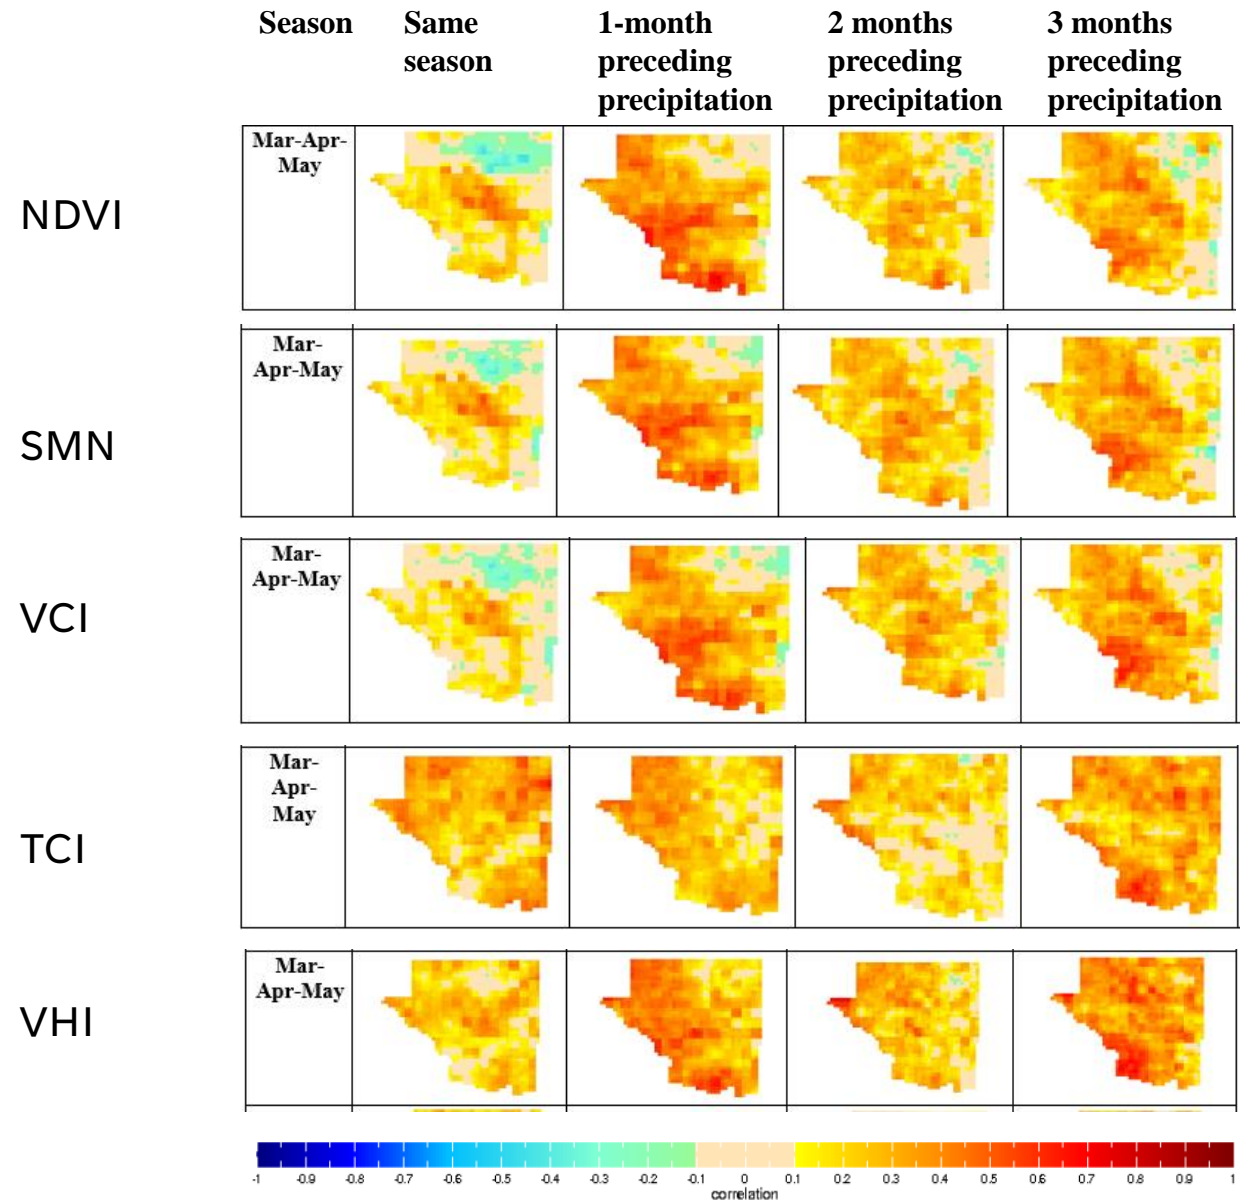 Season
Same
season
1-month
preceding
precipitation
2 months
preceding
precipitation
3 months
preceding
precipitation
NDVI
Mar-Apr-
May
SMN
Mar-
Apr-May
VCI
Mar-
Apr-May
TCI
Mar-
Apr-
May
VHI
Mar-
Apr-May
-1 -0.9 -0.8 -0.7 -0.6 -0.5 -0.4 -0.3 -0.2 -0.1 0 0.1 0.2 0.3 0.4 0.5 0.6 0.7 0.8 0.9 1
correlation